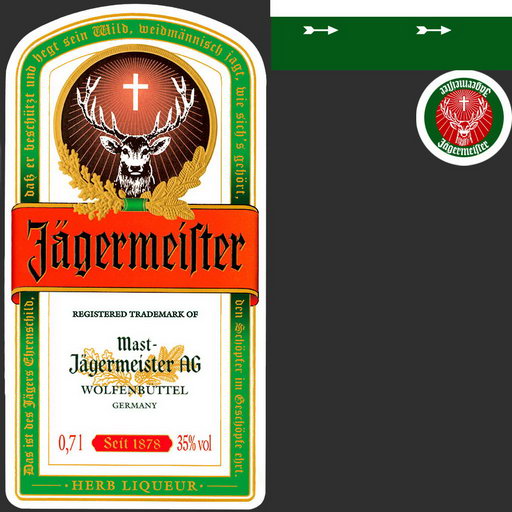 Das ist des Jägers Ehrenschild,
daß er beschützt und hegt sein Wild, weidmännisch jagt, wie sich's gehört,
den Schöpfer im Geschöpfe ehrt.
Jägermeister
REGISTERED TRADEMARK OF
Mast-
Jägermeister AG
WOLFENBUTTEL
GERMANY
0,7 l
Seit 1878
35% vol
· HERB LIQUEUR ·
Jägermeister
Jägermeister